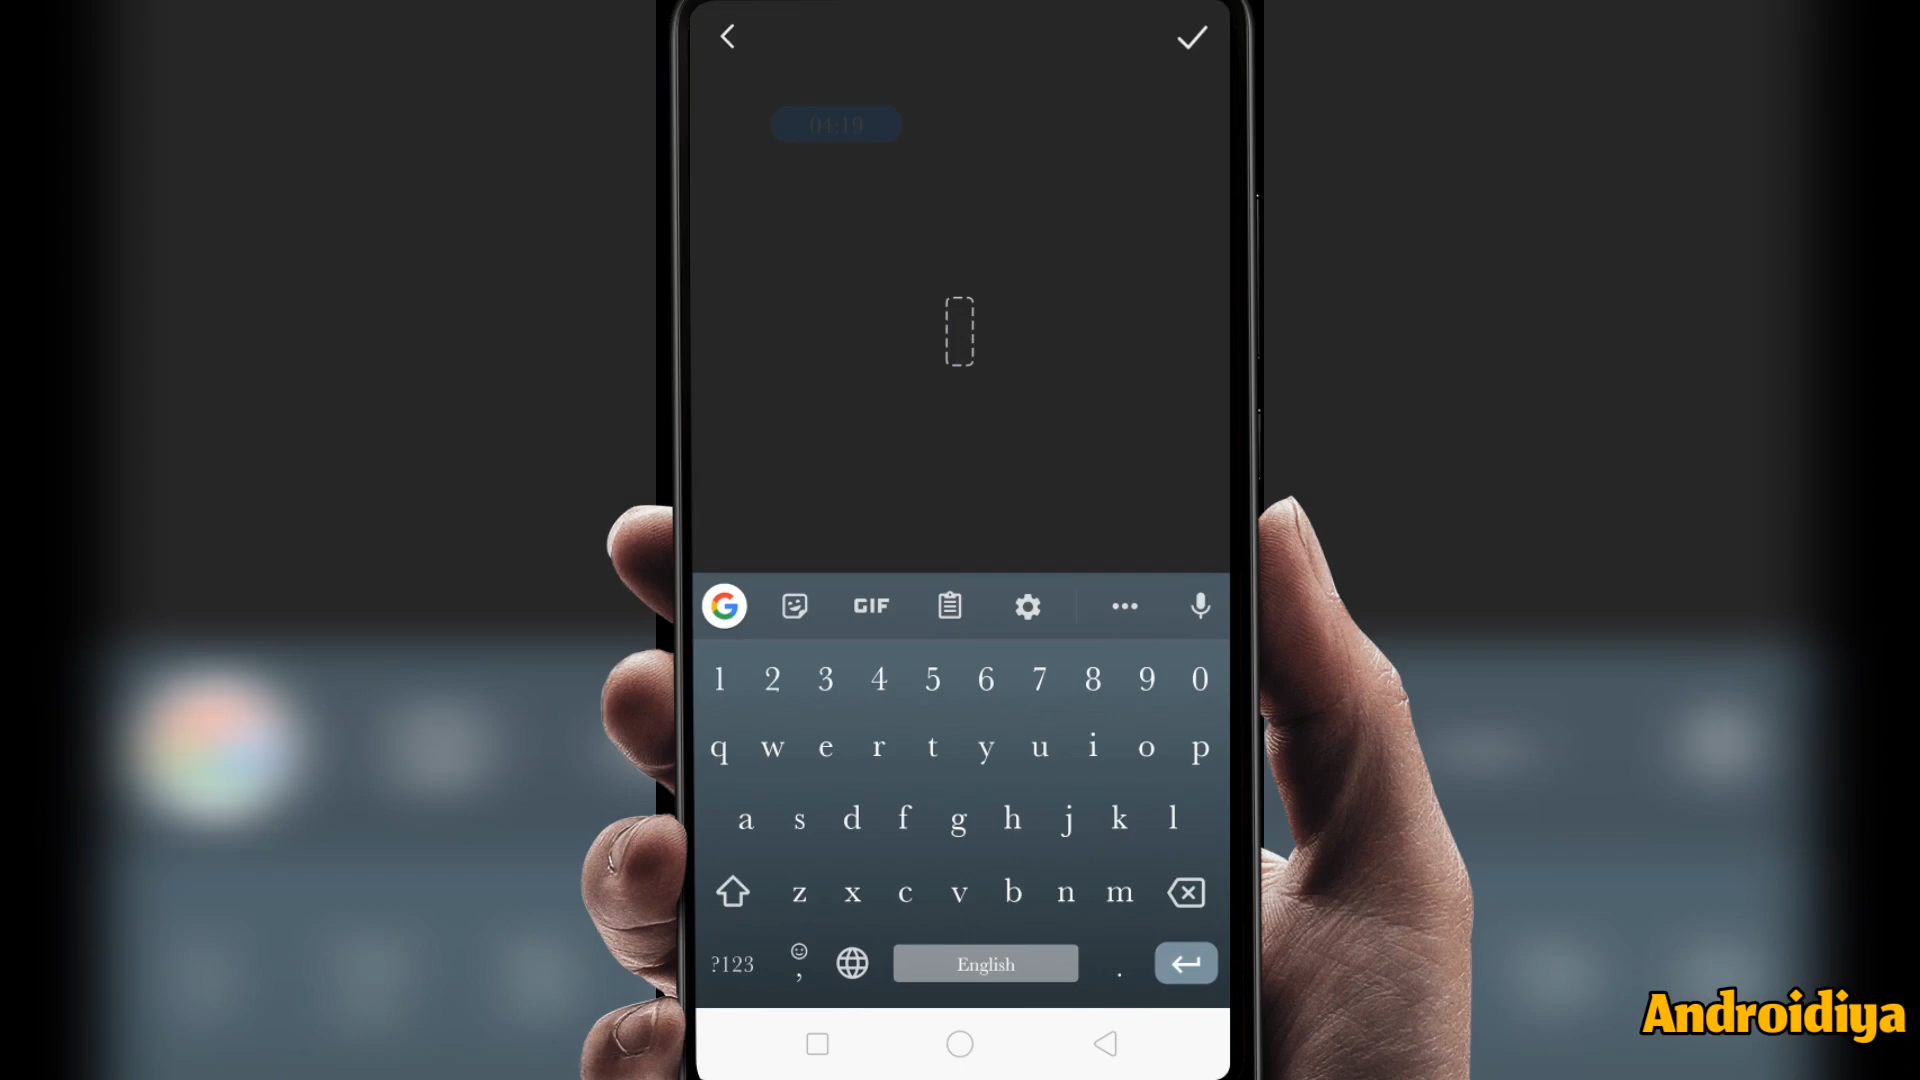 04:19
GIF
1 2 3 4 5 6 7 8 9 0
q w e r t y u i o p
a s d f g h j k l
z x c v b n m
?123 , English .
Androidiya